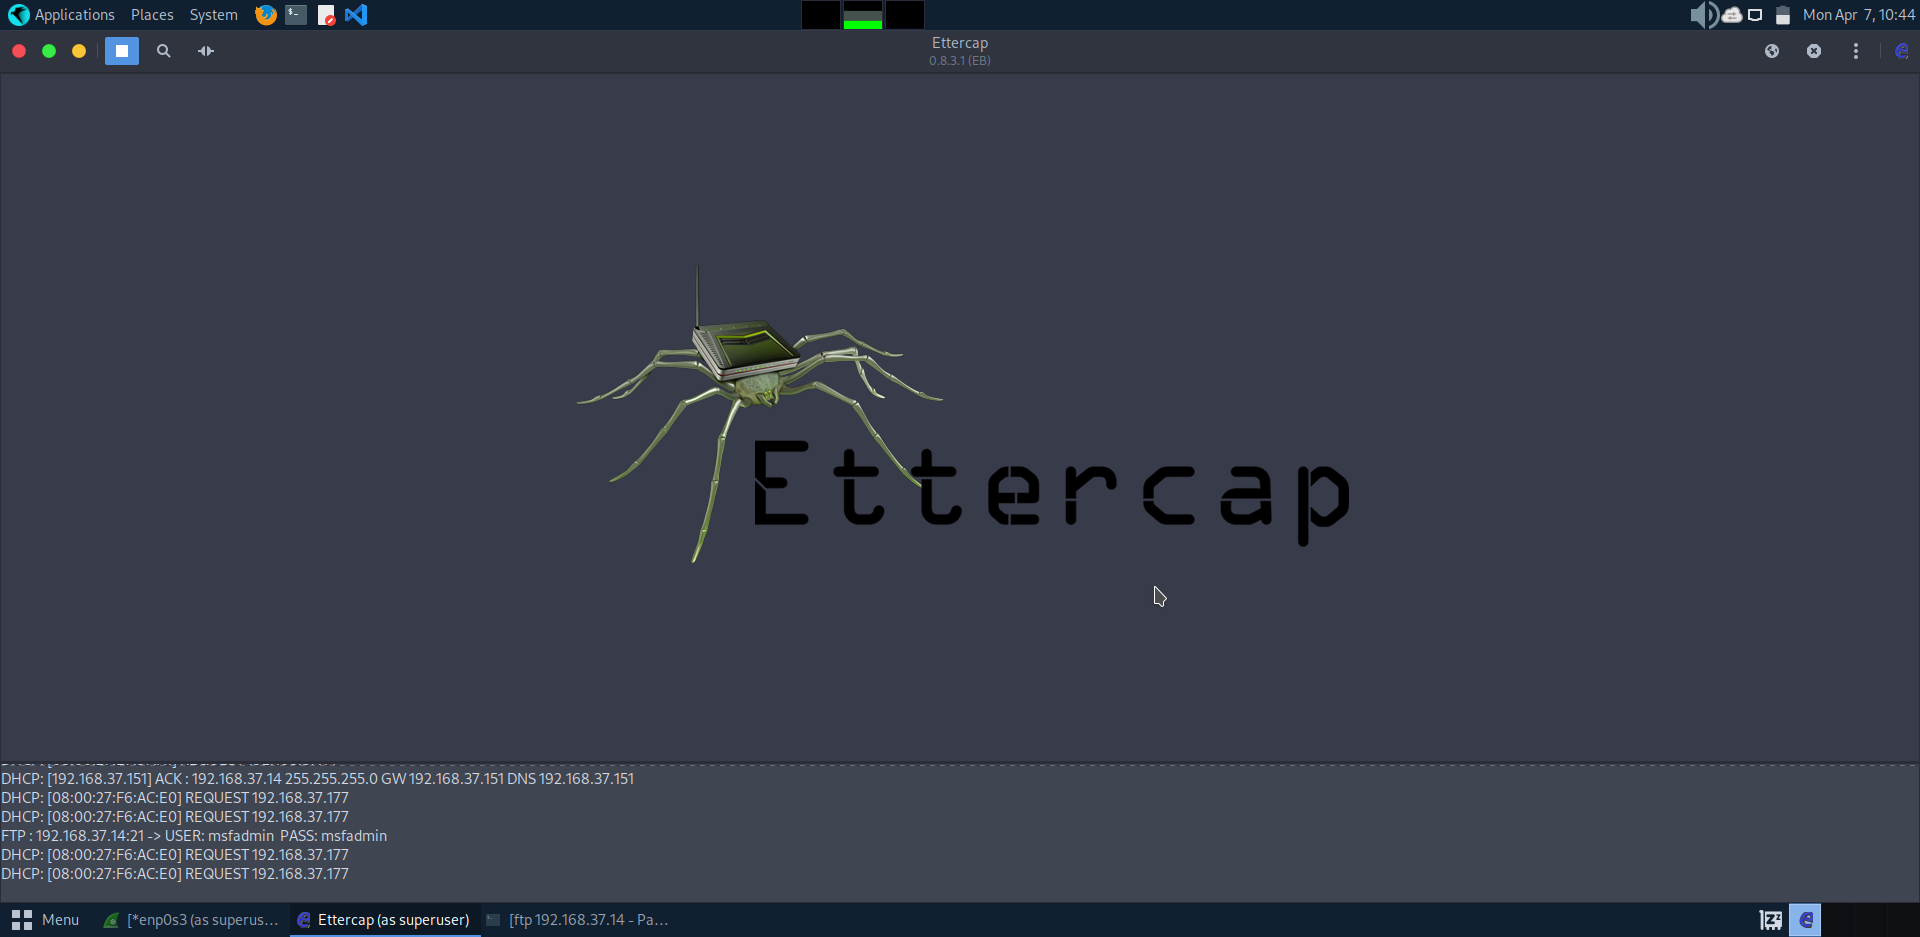 Applications Places System
Mon Apr 7, 10:44
Ettercap
0.8.3.1 (EB)
Ettercap
DHCP: [192.168.37.151] ACK : 192.168.37.14 255.255.255.0 GW 192.168.37.151 DNS 192.168.37.151
DHCP: [08:00:27:F6:AC:E0] REQUEST 192.168.37.177
DHCP: [08:00:27:F6:AC:E0] REQUEST 192.168.37.177
FTP : 192.168.37.14:21 -> USER: msfadmin PASS: msfadmin
DHCP: [08:00:27:F6:AC:E0] REQUEST 192.168.37.177
DHCP: [08:00:27:F6:AC:E0] REQUEST 192.168.37.177
Menu [*enp0s3 (as superus... Ettercap (as superuser) [ftp 192.168.37.14 - Pa...